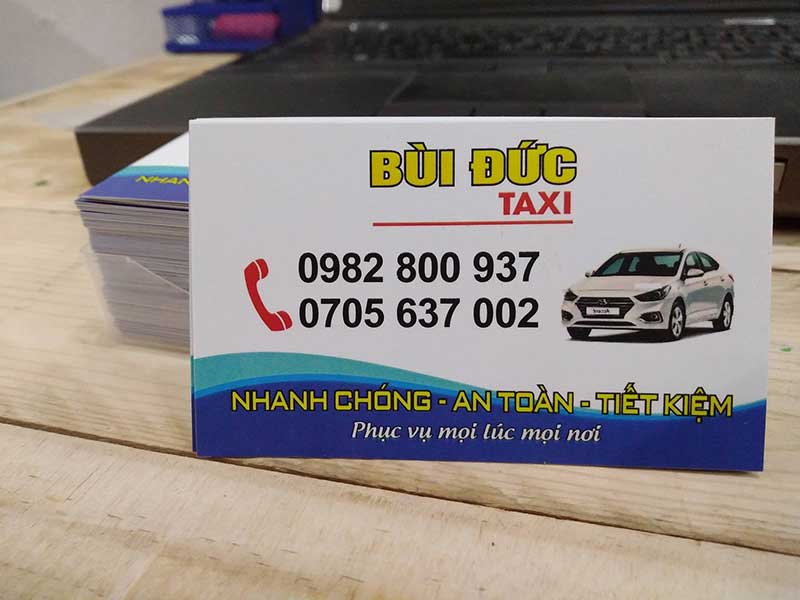 BÙI ĐỨC
TAXI
0982 800 937
0705 637 002
NHANH CHÓNG - AN TOÀN - TIẾT KIỆM
Phục vụ mọi lúc mọi nơi
NHAN